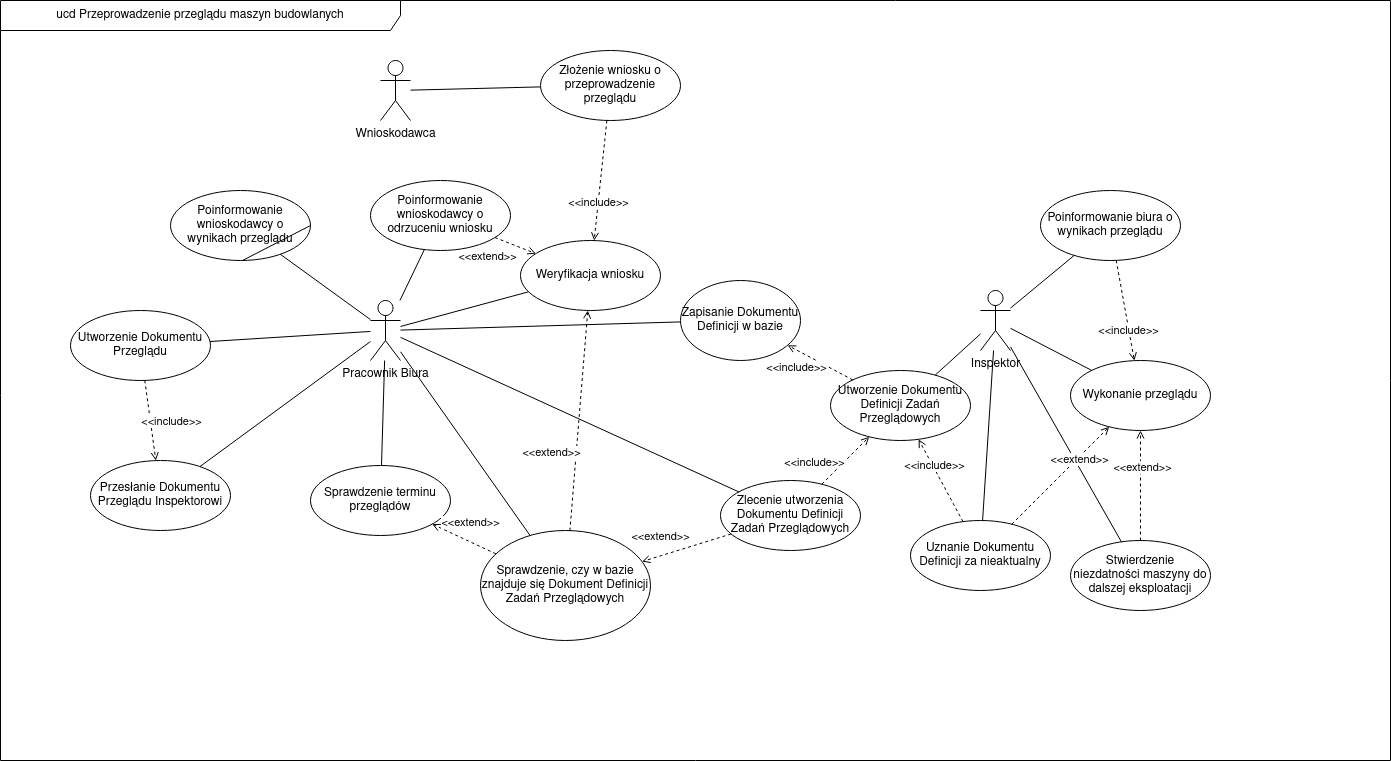 ucd Przeprowadzenie przeglądu maszyn budowlanych
Złożenie wniosku o
przeprowadzenie
przeglądu
Wnioskodawca
<<include>>
Poinformowanie
wnioskodawcy o
wynikach przeglądu
Poinformowanie
wnioskodawcy o
odrzuceniu wniosku
<<extend>>
Weryfikacja wniosku
Poinformowanie biura o
wynikach przeglądu
Utworzenie Dokumentu
Przeglądu
Pracownik Biura
Zapisanie Dokumentu
Definicji w bazie
<<include>>
Inspektor
<<include>>
Utworzenie Dokumentu
Definicji Zadań
Przeglądowych
Wykonanie przeglądu
<<include>>
Przesłanie Dokumentu
Przeglądu Inspektorowi
Sprawdzenie terminu
przeglądów
<<extend>>
<<extend>>
<<include>>
<<include>>
<<extend>>
<<extend>>
Zlecenie utworzenia
Dokumentu Definicji
Zadań Przeglądowych
<<extend>>
Sprawdzenie, czy w bazie
znajduje się Dokument Definicji
Zadań Przeglądowych
Uznanie Dokumentu
Definicji za nieaktualny
Stwierdzenie
niezdatności maszyny do
dalszej eksploatacji